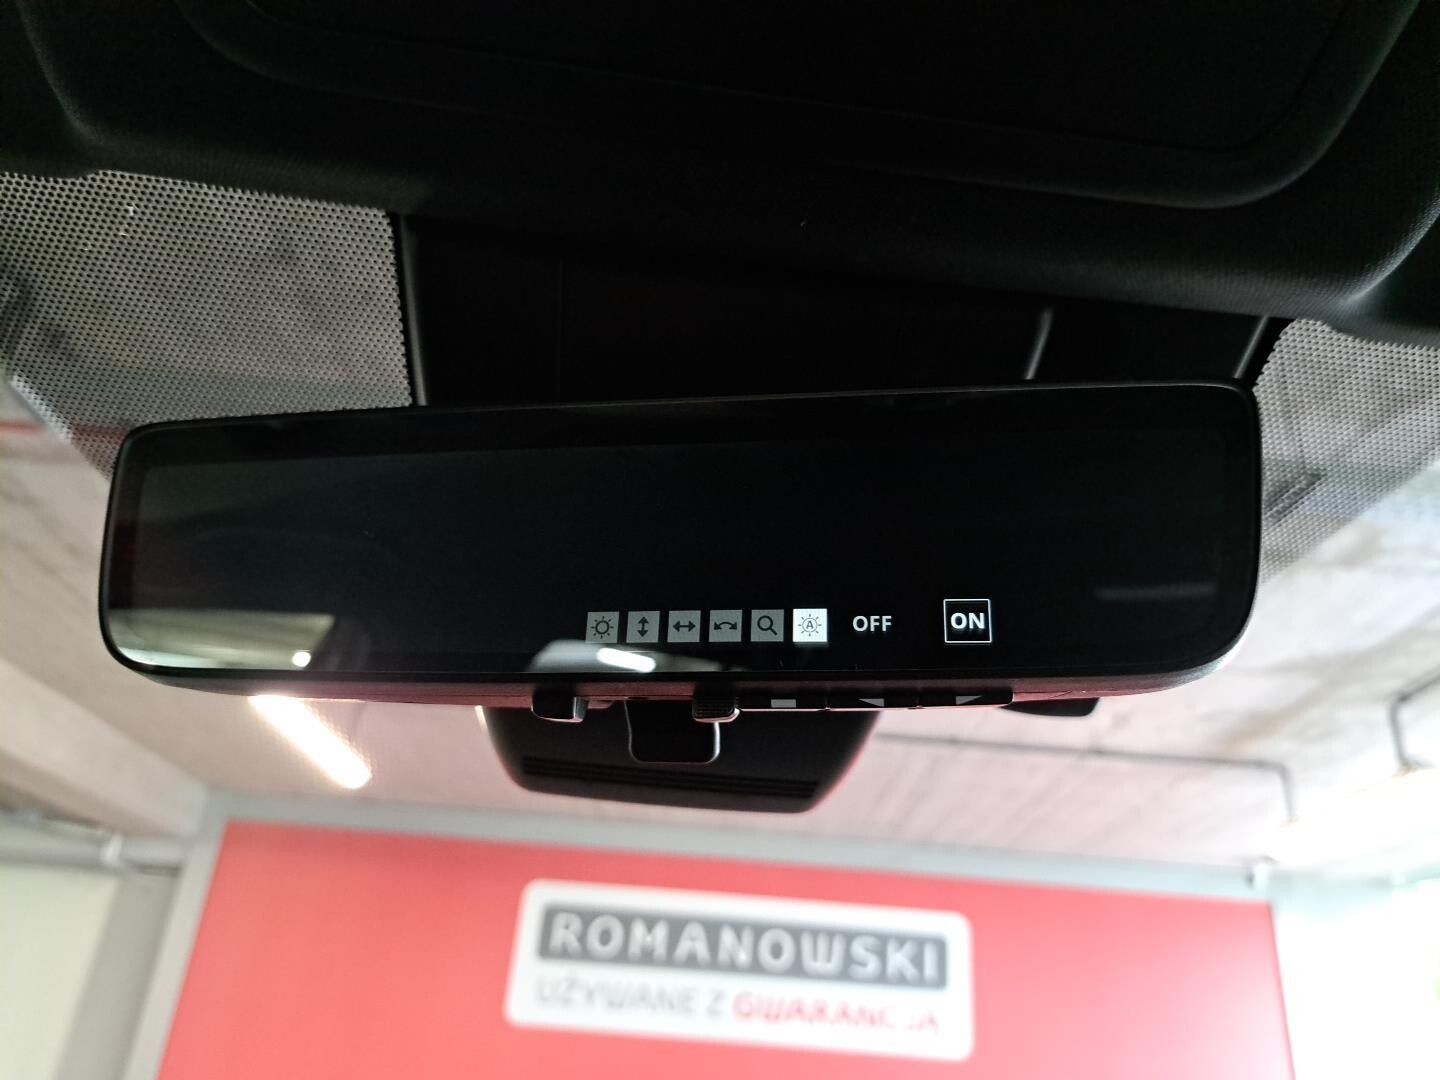 A OFF ON
ROMANOWSKI
UŻYWANE Z GWARANCJĄ